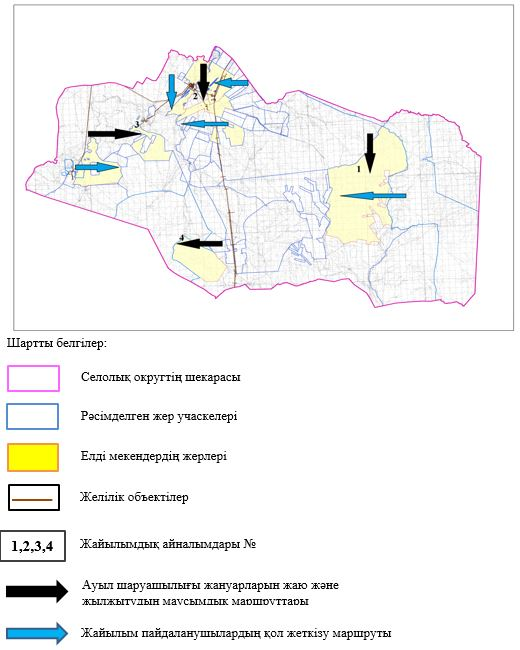 2
3
1
4
Шартты белгілер:
Селолық округтің шекарасы
Рәсімделген жер учаскелері
Елді мекендердің жерлері
Желілік объектілер
1,2,3,4 Жайылымдық айналымдары №
Ауыл шаруашылығы жануарларын жаю және
жылжытудың маусымдық маршруттары
Жайылым пайдаланушылардың қол жеткізу маршруты